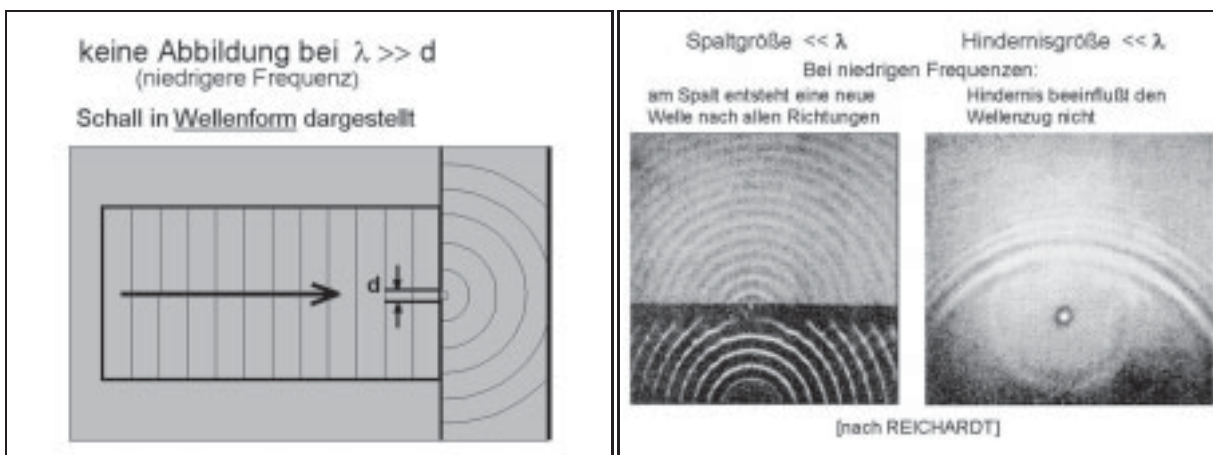 keine Abbildung bei λ >> d
(niedrigere Frequenz)
Schall in Wellenform dargestellt
d
Spaltgröße << λ
Hindernisgröße << λ
Bei niedrigen Frequenzen:
am Spalt entsteht eine neue
Welle nach allen Richtungen
Hindernis beeinflußt den
Wellenzug nicht
[nach REICHARDT]